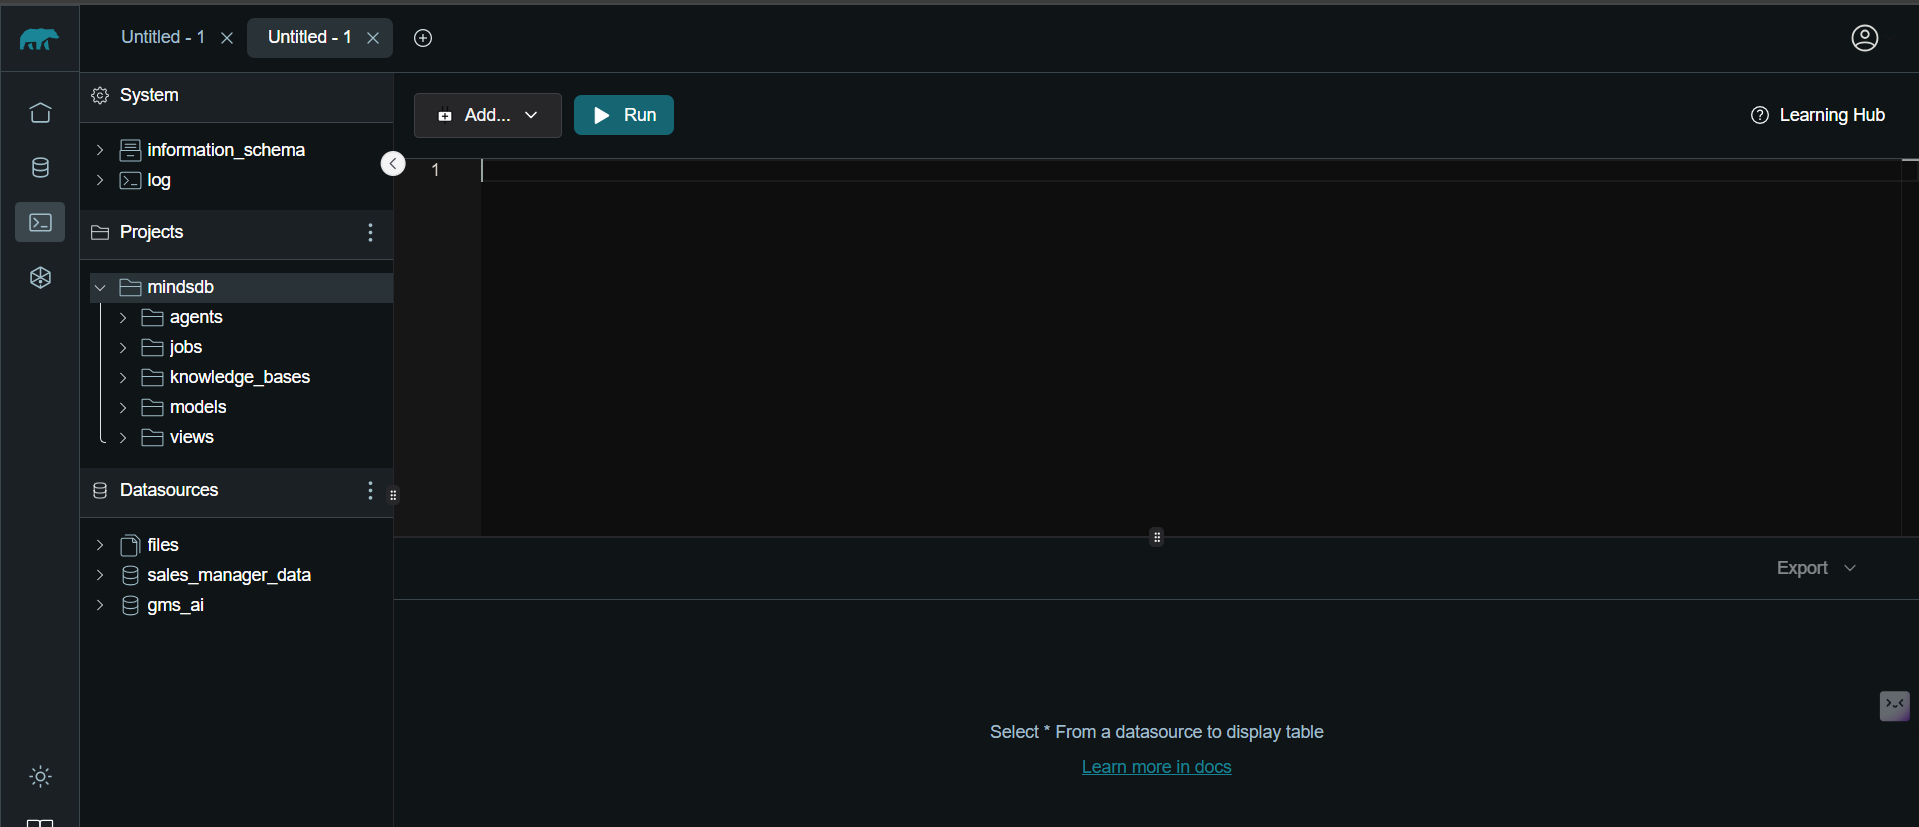 Untitled - 1
Untitled - 1
System
Add...
Run
Learning Hub
information_schema
log
1
Projects
mindsdb
agents
jobs
knowledge_bases
models
views
Datasources
files
sales_manager_data
gms_ai
Export
Select * From a datasource to display table
Learn more in docs